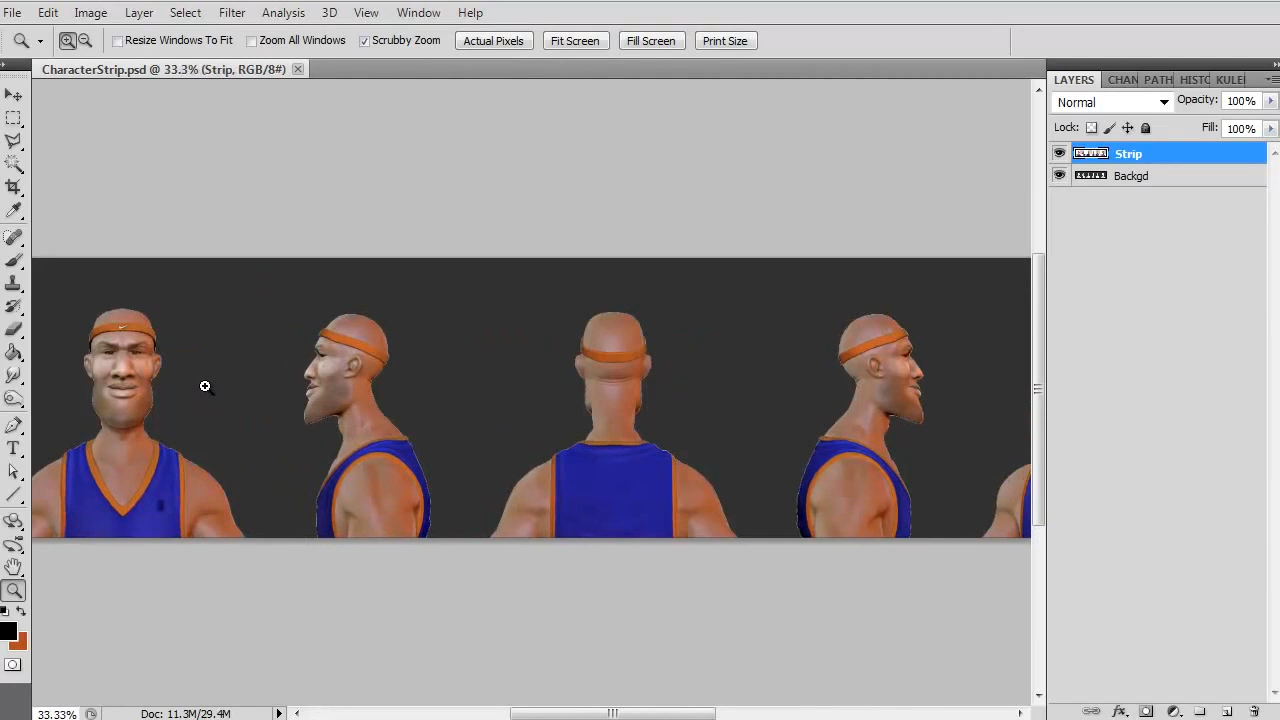 File Edit Image Layer Select Filter Analysis 3D View Window Help
Resize Windows To Fit Zoom All Windows Scrubby Zoom Actual Pixels Fit Screen Fill Screen Print Size
CharacterStrip.psd @ 33.3% (Strip, RGB/8#)
LAYERS CHAN PATH HISTC KULEI
Normal Opacity: 100%
Lock: Fill: 100%
Strip
Backgd
33.33% Doc: 11.3M/29.4M